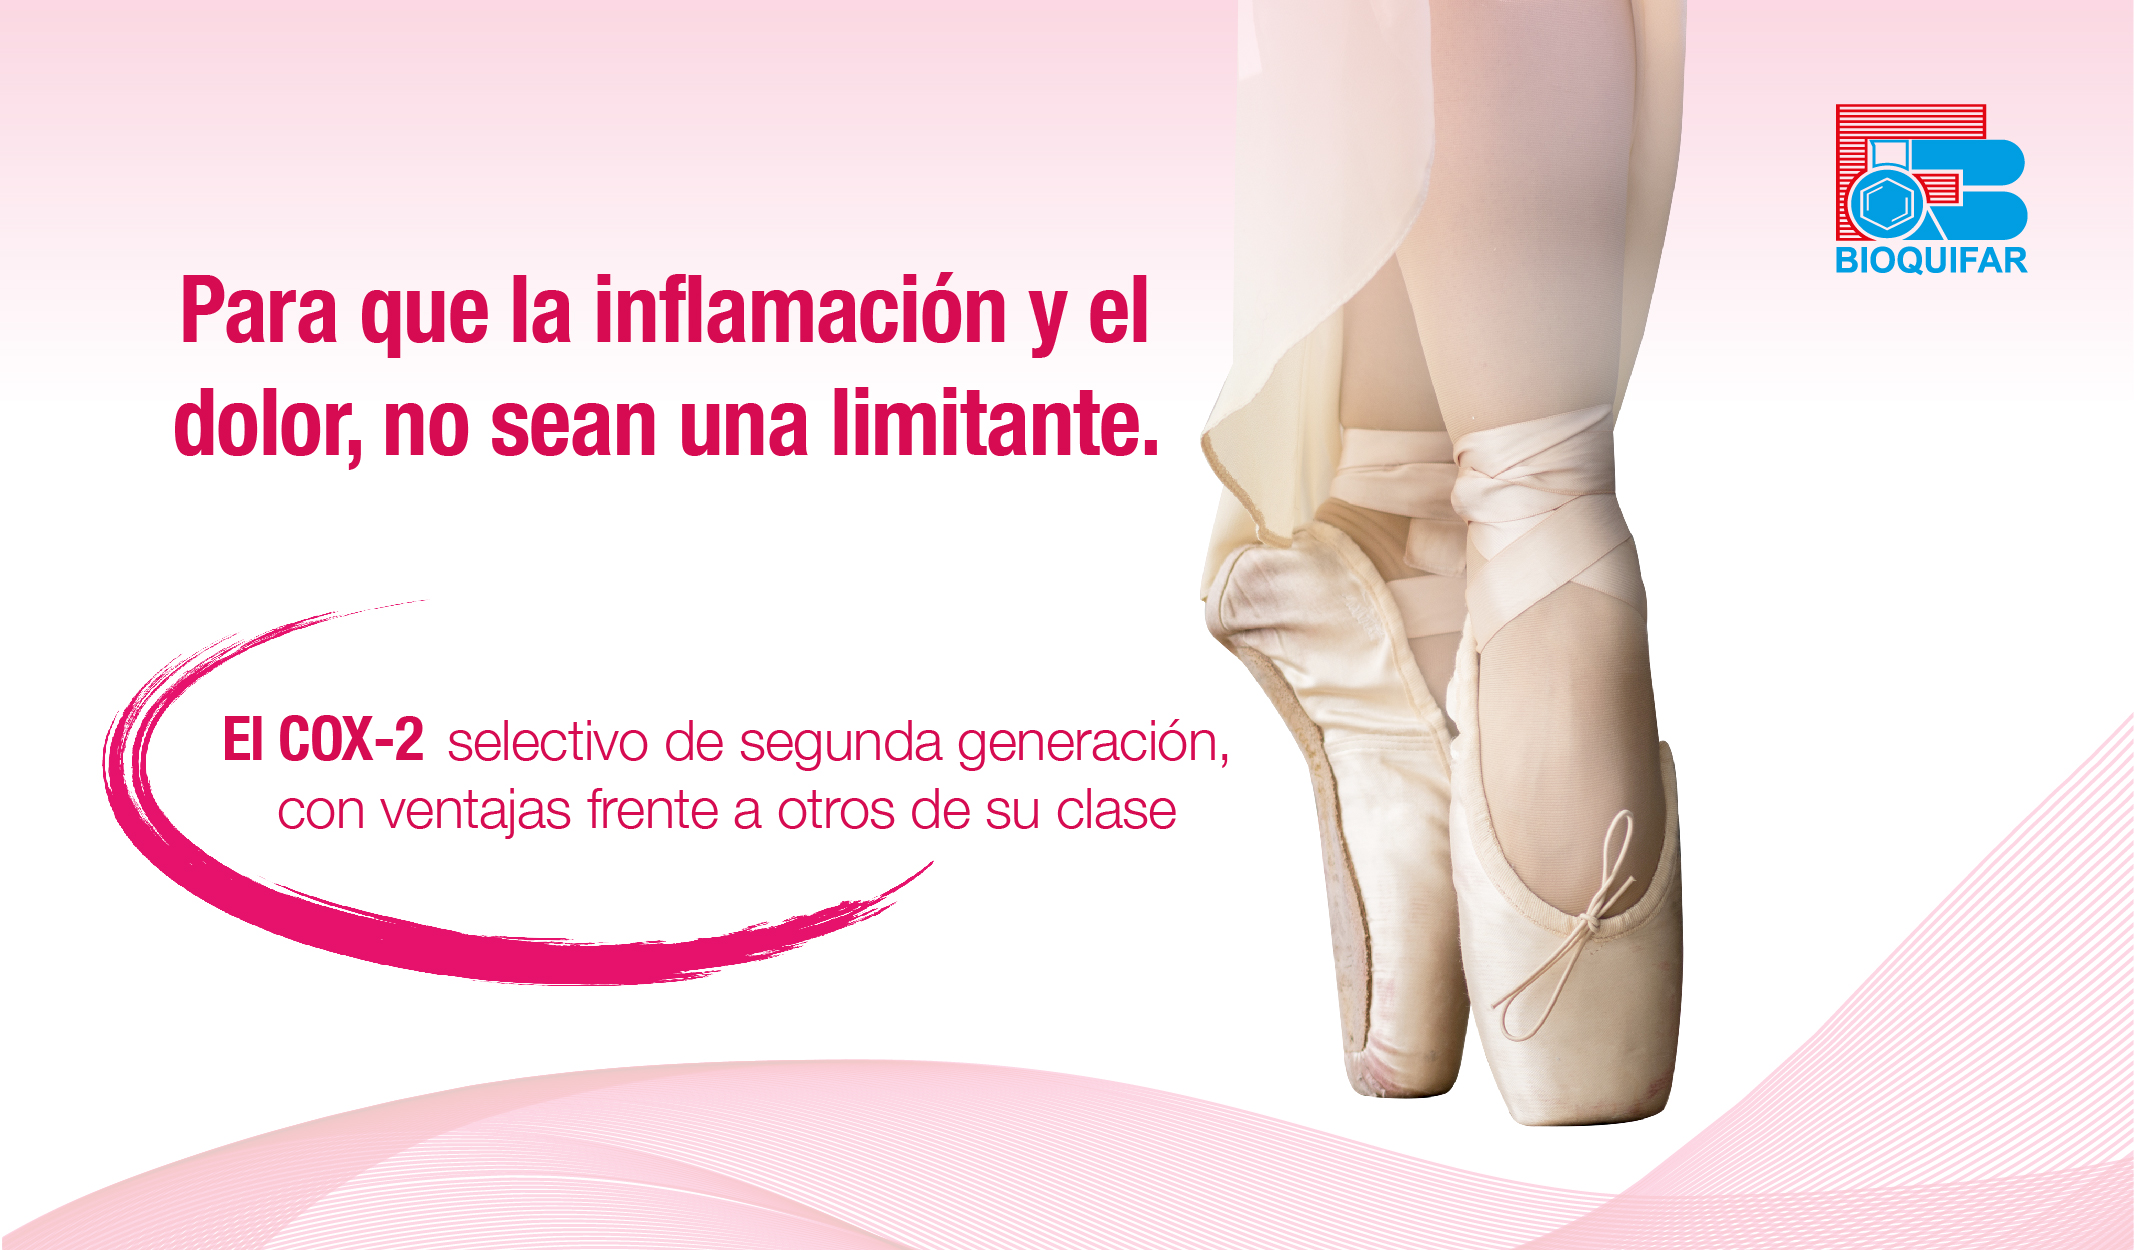 BIOQUIFAR
Para que la inflamación y el
dolor, no sean una limitante.
El COX-2 selectivo de segunda generación,
con ventajas frente a otros de su clase